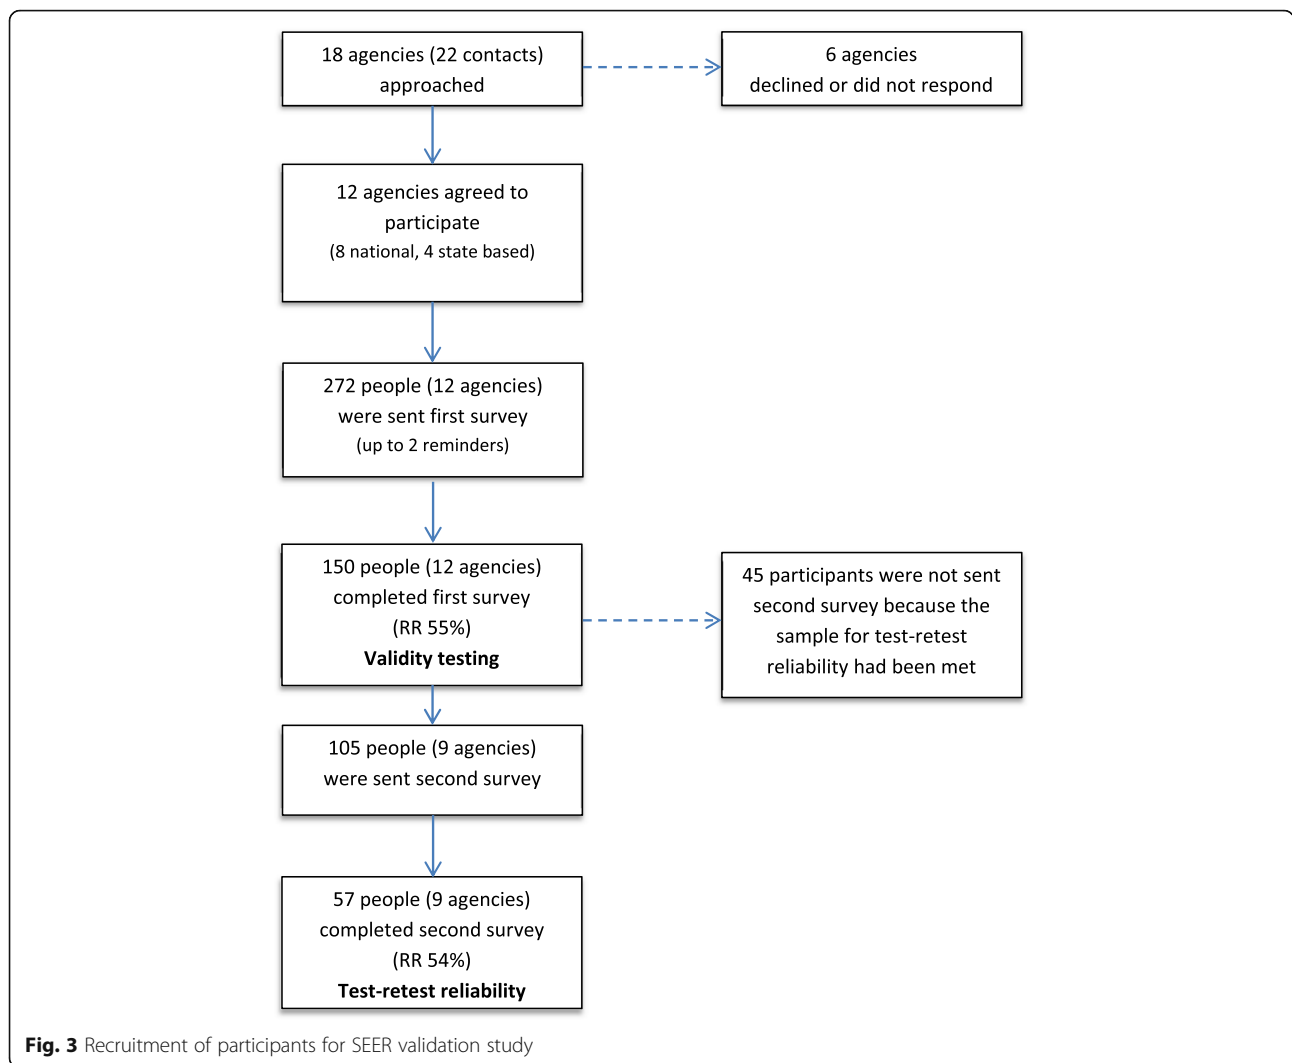 18 agencies (22 contacts)
approached
6 agencies
declined or did not respond
12 agencies agreed to
participate
(8 national, 4 state based)
272 people (12 agencies)
were sent first survey
(up to 2 reminders)
150 people (12 agencies)
completed first survey
(RR 55%)
Validity testing
45 participants were not sent
second survey because the
sample for test-retest
reliability had been met
105 people (9 agencies)
were sent second survey
57 people (9 agencies)
completed second survey
(RR 54%)
Test-retest reliability
Fig. 3 Recruitment of participants for SEER validation study